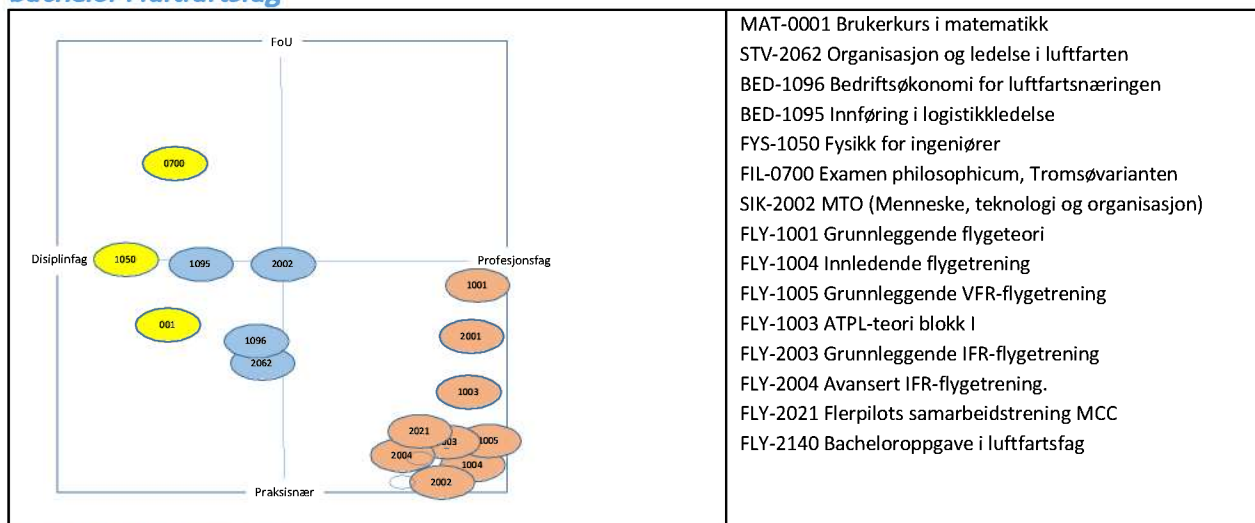 bachelor i luftfartsfag
FoU
0700
Disiplinfag
1050
1095
2002
Profesjonsfag
1001
001
2001
1096
2062
1003
2021
003
1005
2004
1004
2002
Praksisnær
MAT-0001 Brukerkurs i matematikk
STV-2062 Organisasjon og ledelse i luftfarten
BED-1096 Bedriftsøkonomi for luftfartsnæringen
BED-1095 Innføring i logistikkledelse
FYS-1050 Fysikk for ingeniører
FIL-0700 Examen philosophicum, Tromsøvarianten
SIK-2002 MTO (Menneske, teknologi og organisasjon)
FLY-1001 Grunnleggende flygeteori
FLY-1004 Innledende flygetrening
FLY-1005 Grunnleggende VFR-flygetrening
FLY-1003 ATPL-teori blokk I
FLY-2003 Grunnleggende IFR-flygetrening
FLY-2004 Avansert IFR-flygetrening.
FLY-2021 Flerpilots samarbeidstrening MCC
FLY-2140 Bacheloroppgave i luftfartsfag